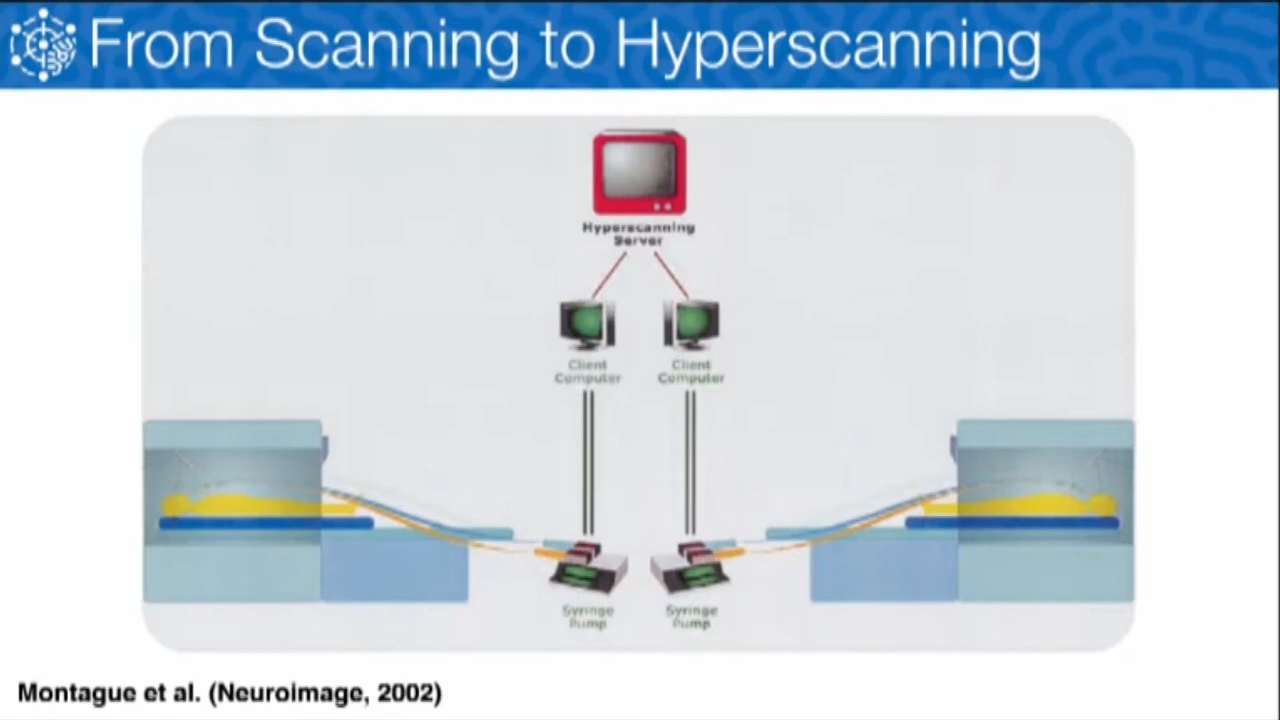 From Scanning to Hyperscanning
Hyperscanning
Server
Client
Computer
Client
Computer
Syringe
Pump
Syringe
Pump
Montague et al. (Neuroimage, 2002)